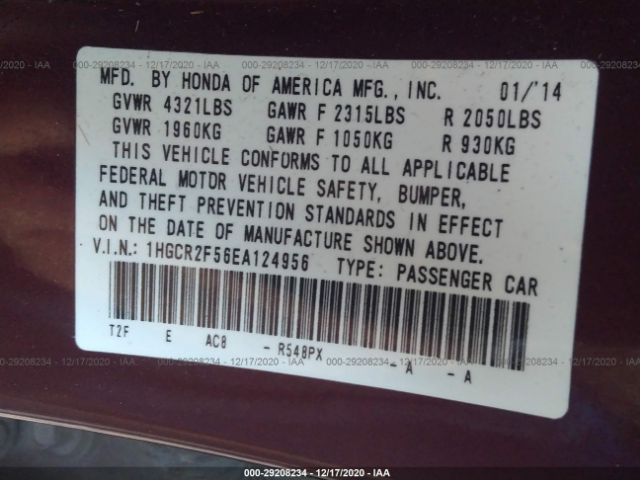 000-29208234 - 12/17/2020 - IAA
MFD. BY HONDA OF AMERICA MFG., INC. 01/'14
GVWR 4321LBS GAWR F 2315LBS R 2050LBS
GVWR 1960KG GAWR F 1050KG R 930KG
THIS VEHICLE CONFORMS TO ALL APPLICABLE
FEDERAL MOTOR VEHICLE SAFETY, BUMPER,
AND THEFT PREVENTION STANDARDS IN EFFECT
ON THE DATE OF MANUFACTURE SHOWN ABOVE.
V.I.N.: 1HGCR2F56EA124956 TYPE: PASSENGER CAR
T2F E AC0 - R548PX - A - A
000-29208234 - 12/17/2020 - IAA